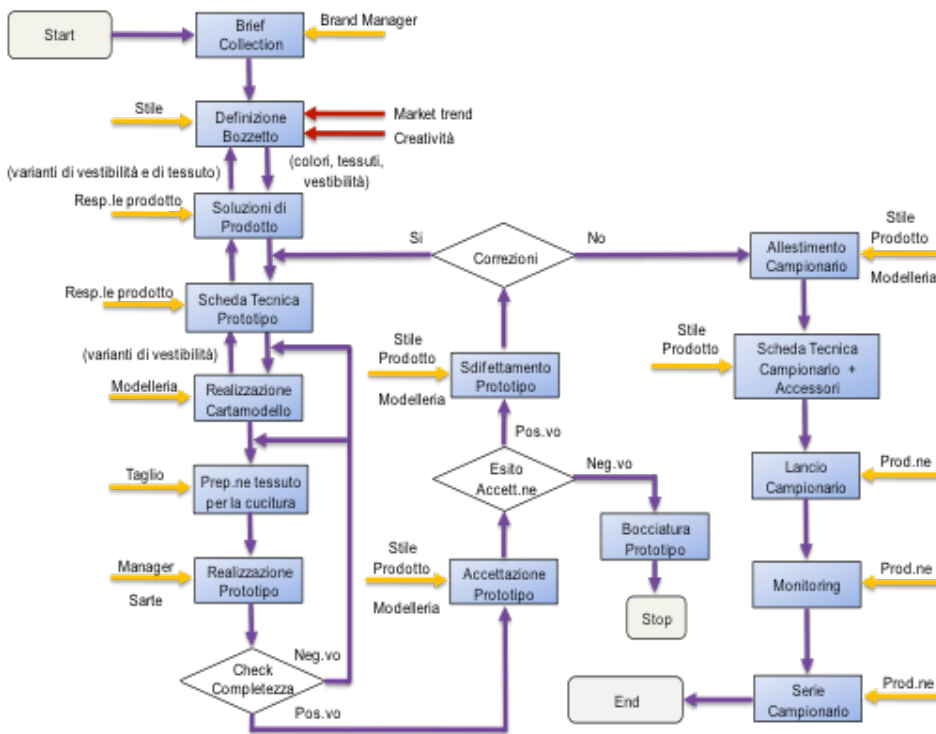 Start
Brief
Collection
Brand Manager
Stile
Definizione
Bozzetto
Market trend
Creatività
(varianti di vestibilità e di tessuto)
(colori, tessuti,
vestibilità)
Resp.le prodotto
Soluzioni di
Prodotto
Si
Correzioni
No
Allestimento
Campionario
Stile
Prodotto
Modelleria
Resp.le prodotto
Scheda Tecnica
Prototipo
(varianti di vestibilità)
Stile
Prodotto
Modelleria
Sdifettamento
Prototipo
Stile
Prodotto
Scheda Tecnica
Campionario +
Accessori
Modelleria
Realizzazione
Cartamodello
Pos.vo
Taglio
Prep.ne tessuto
per la cucitura
Esito
Accett.ne
Neg.vo
Lancio
Campionario
Prod.ne
Bocciatura
Prototipo
Manager
Sarte
Realizzazione
Prototipo
Stile
Prodotto
Modelleria
Accettazione
Prototipo
Stop
Monitoring
Prod.ne
Neg.vo
Check
Completezza
Pos.vo
End
Serie
Campionario
Prod.ne